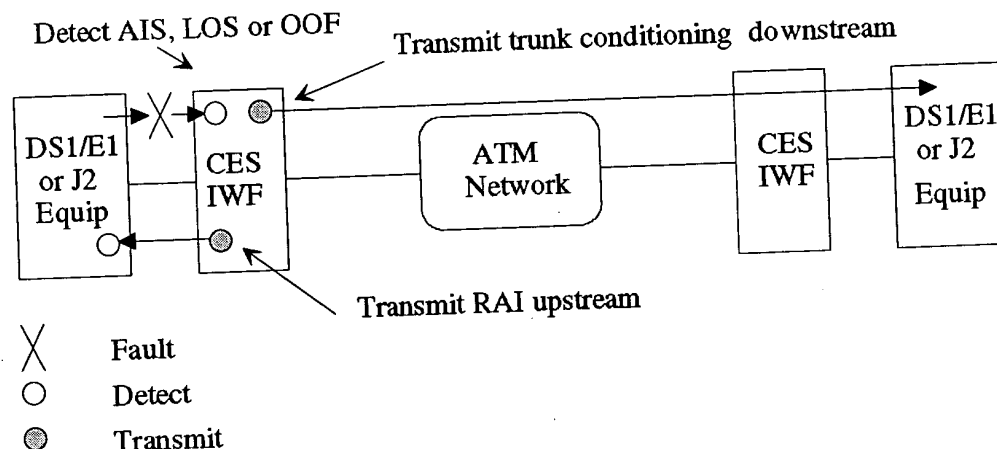 Detect AIS, LOS or OOF
Transmit trunk conditioning downstream
DS1/E1
or J2
Equip
CES
IWF
ATM
Network
CES
IWF
DS1/E1
or J2
Equip
Transmit RAI upstream
Fault
Detect
Transmit